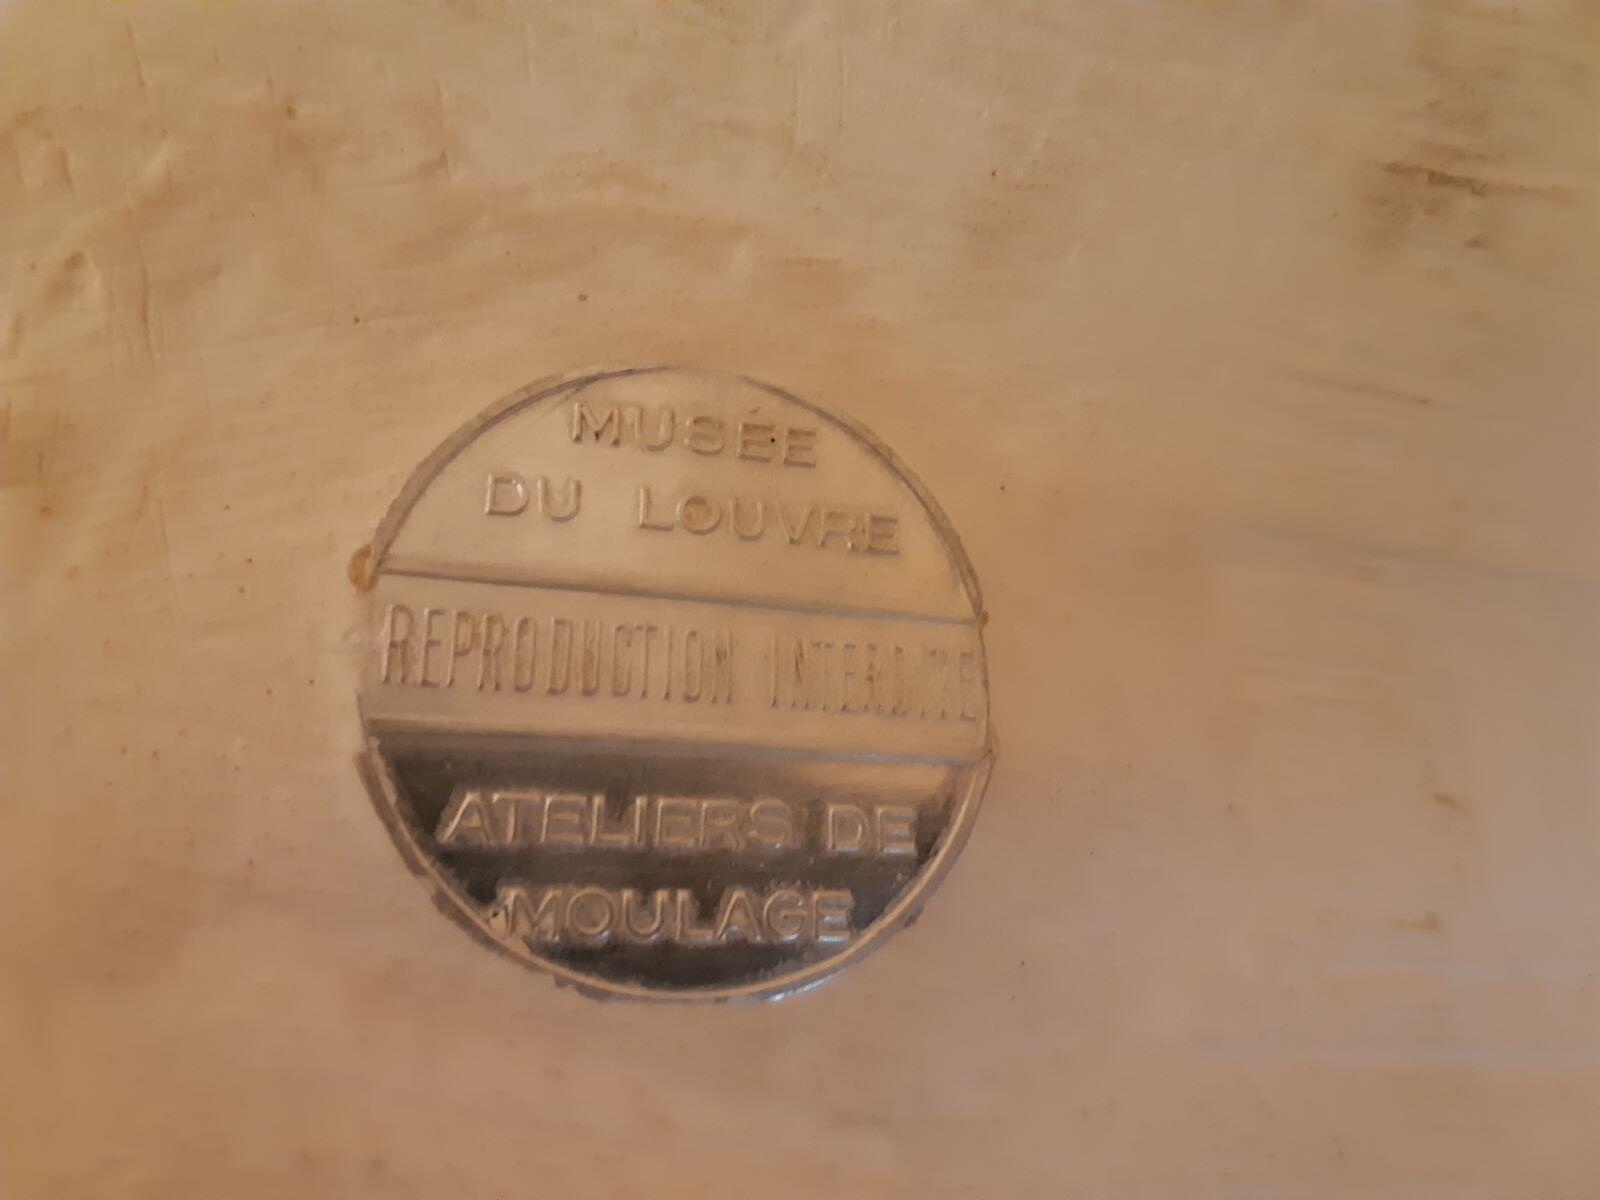 MUSÉE
DU LOUVRE
REPRODUCTION INTERDITE
ATELIERS DE
MOULAGE